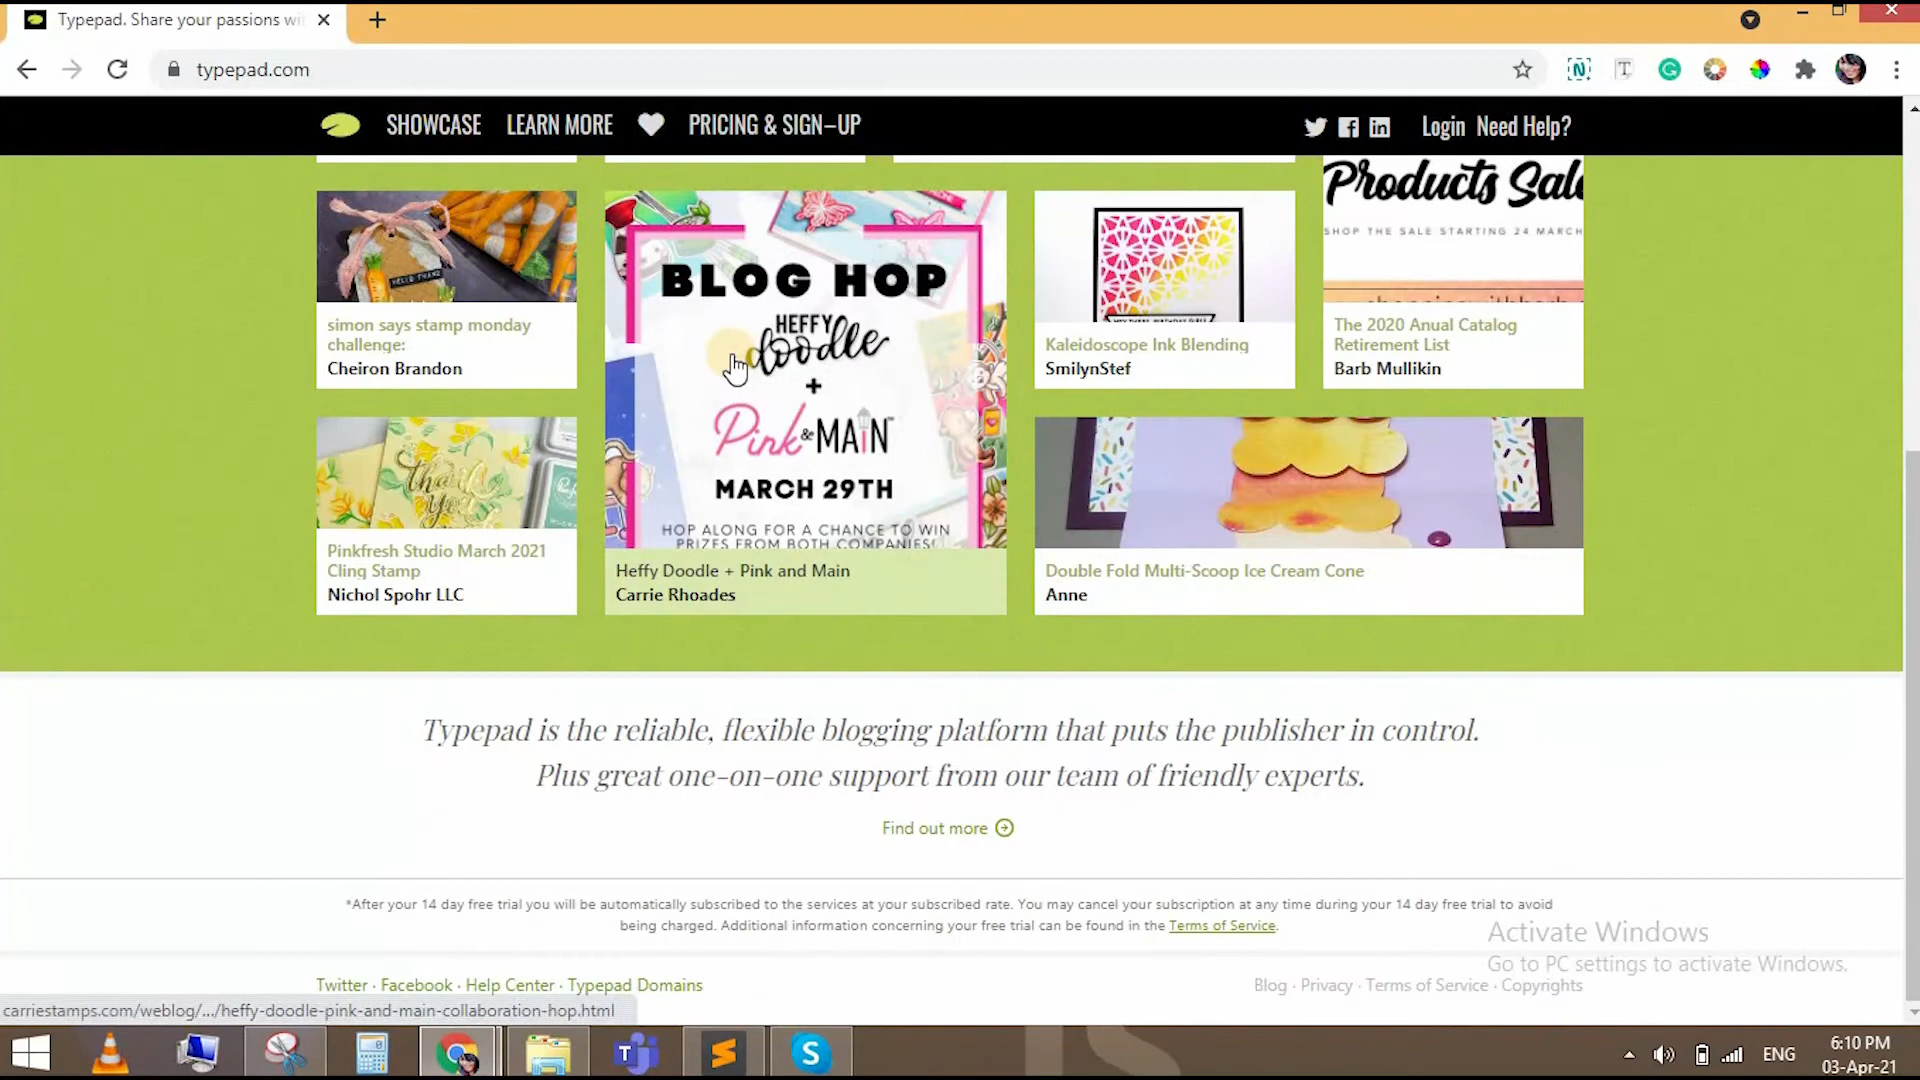 Typepad. Share your passions wi
typepad.com
SHOWCASE LEARN MORE PRICING & SIGN–UP
Login Need Help?
Products Sale
SHOP THE SALE STARTING 24 MARCH
HELLO THERE
simon says stamp monday
challenge:
Cheiron Brandon
BLOG HOP
HEFFY
doodle
+
Pink & MAIN
MARCH 29TH
HOP ALONG FOR A CHANCE TO WIN
PRIZES FROM BOTH COMPANIES!
Heffy Doodle + Pink and Main
Carrie Rhoades
Kaleidoscope Ink Blending
SmilynStef
The 2020 Anual Catalog
Retirement List
Barb Mullikin
thank
you
Pinkfresh Studio March 2021
Cling Stamp
Nichol Spohr LLC
Double Fold Multi-Scoop Ice Cream Cone
Anne
Typepad is the reliable, flexible blogging platform that puts the publisher in control.
Plus great one-on-one support from our team of friendly experts.
Find out more
*After your 14 day free trial you will be automatically subscribed to the services at your subscribed rate. You may cancel your subscription at any time during your 14 day free trial to avoid
being charged. Additional information concerning your free trial can be found in the Terms of Service.
Activate Windows
Go to PC settings to activate Windows.
Twitter · Facebook · Help Center · Typepad Domains
Blog · Privacy · Terms of Service · Copyrights
carriestamps.com/weblog/.../heffy-doodle-pink-and-main-collaboration-hop.html
ENG
6:10 PM
03-Apr-21